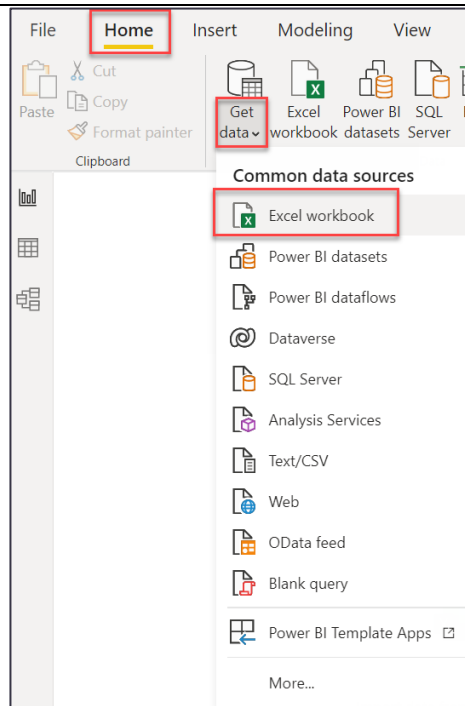 File Home Insert Modeling View
Cut
Copy
Paste
Format painter
Clipboard
Get data
Excel workbook
Power BI datasets
SQL Server
Common data sources
Excel workbook
Power BI datasets
Power BI dataflows
Dataverse
SQL Server
Analysis Services
Text/CSV
Web
OData feed
Blank query
Power BI Template Apps
More...